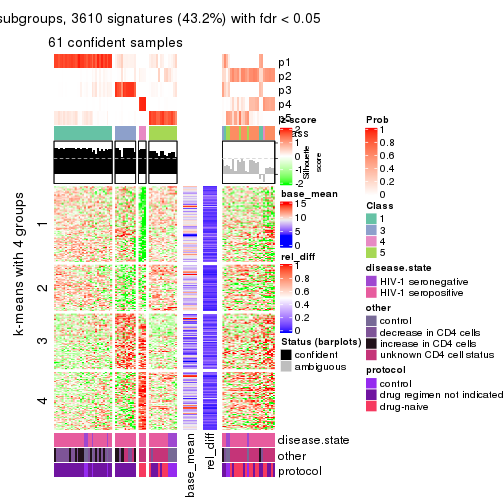 subgroups, 3610 signatures (43.2%) with fdr < 0.05
61 confident samples
p1
p2
p3
p4
p5
z-score
2
1
0
-1
-2
Class
Silhouette
score
base_mean
15
10
5
0
rel_diff
1
0.8
0.6
0.4
0.2
0
Status (barplots)
confident
ambiguous
Prob
1
0.8
0.6
0.4
0.2
0
Class
1
3
4
5
disease.state
HIV-1 seronegative
HIV-1 seropositive
other
control
decrease in CD4 cells
increase in CD4 cells
unknown CD4 cell status
protocol
control
drug regimen not indicated
drug-naive
k-means with 4 groups
1
2
3
4
disease.state
other
protocol
base_mean
rel_diff